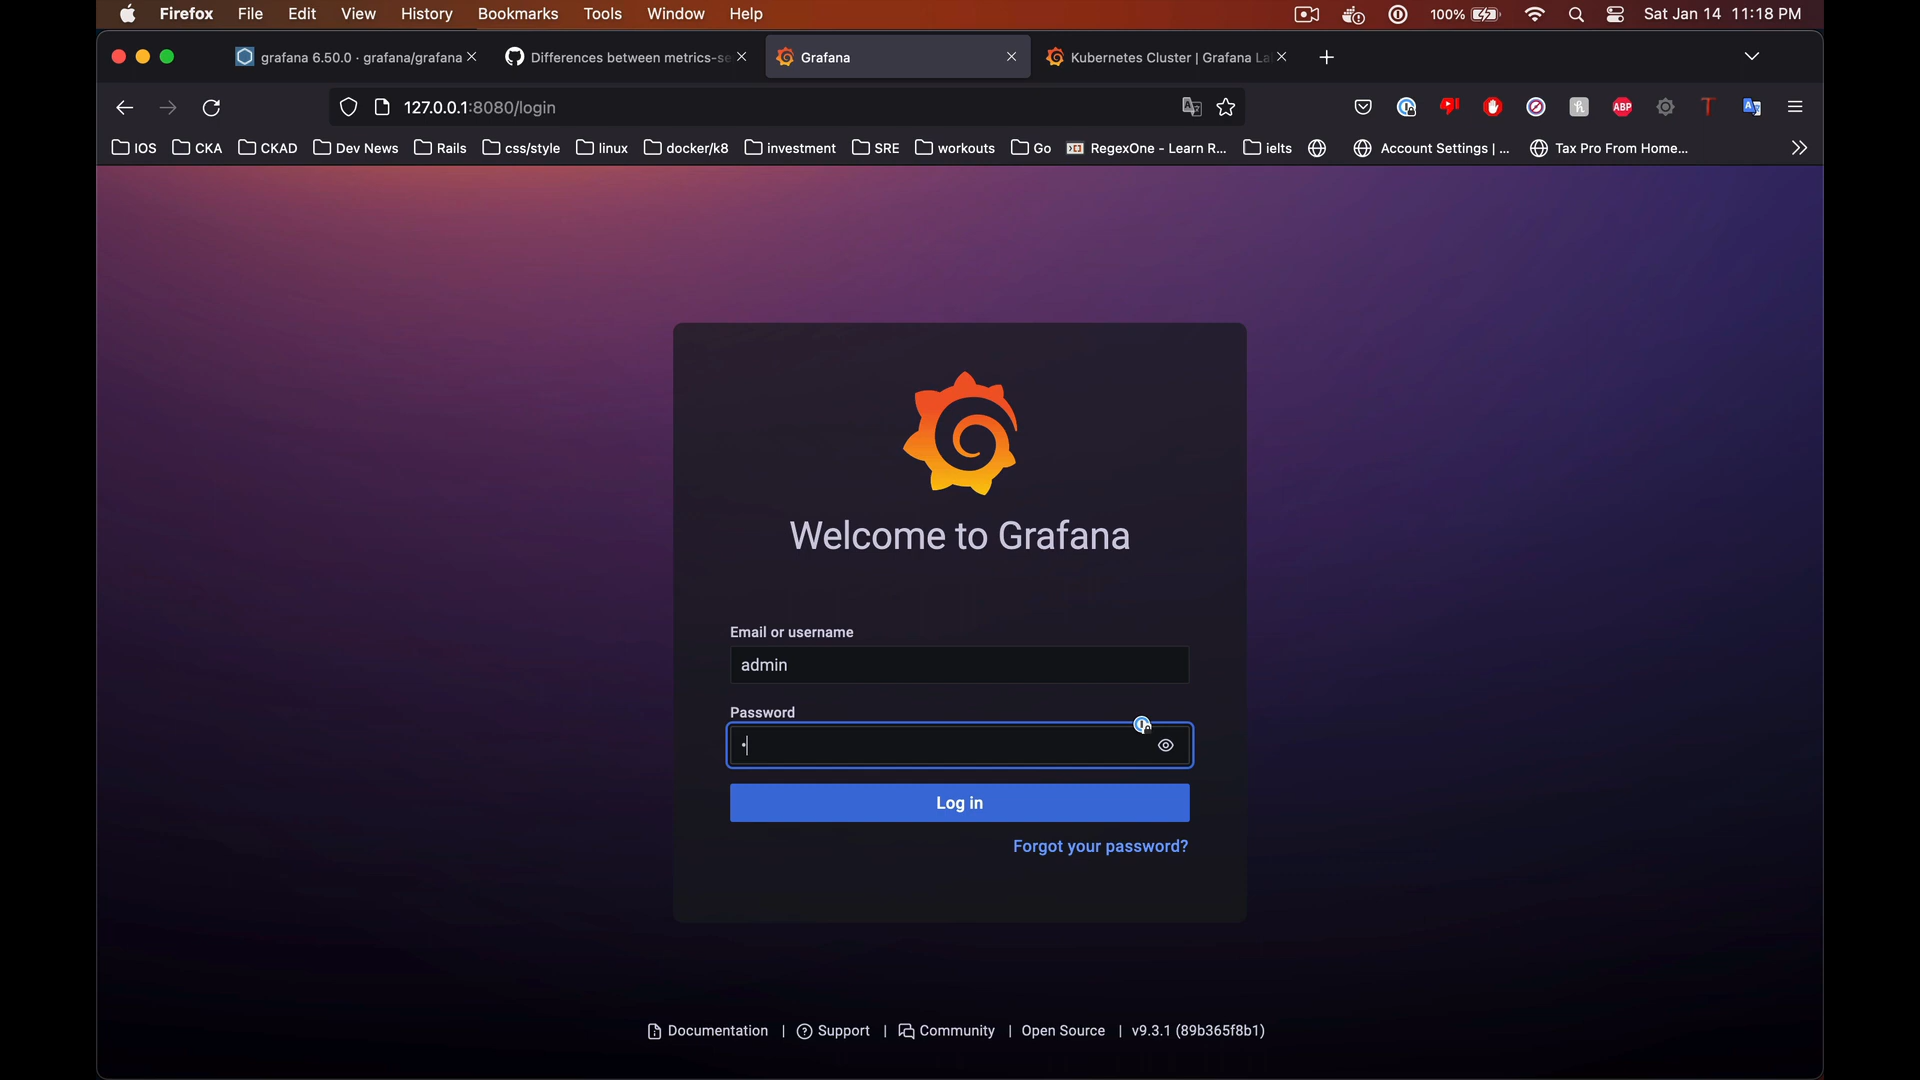 Firefox File Edit View History Bookmarks Tools Window Help 100% Sat Jan 14 11:18 PM
grafana 6.50.0 · grafana/grafana Differences between metrics-se Grafana Kubernetes Cluster | Grafana La
127.0.0.1:8080/login
IOS CKA CKAD Dev News Rails css/style linux docker/k8 investment SRE workouts Go RegexOne - Learn R... ielts Account Settings | ... Tax Pro From Home...
Welcome to Grafana
Email or username
admin
Password
Log in
Forgot your password?
Documentation | Support | Community | Open Source | v9.3.1 (89b365f8b1)